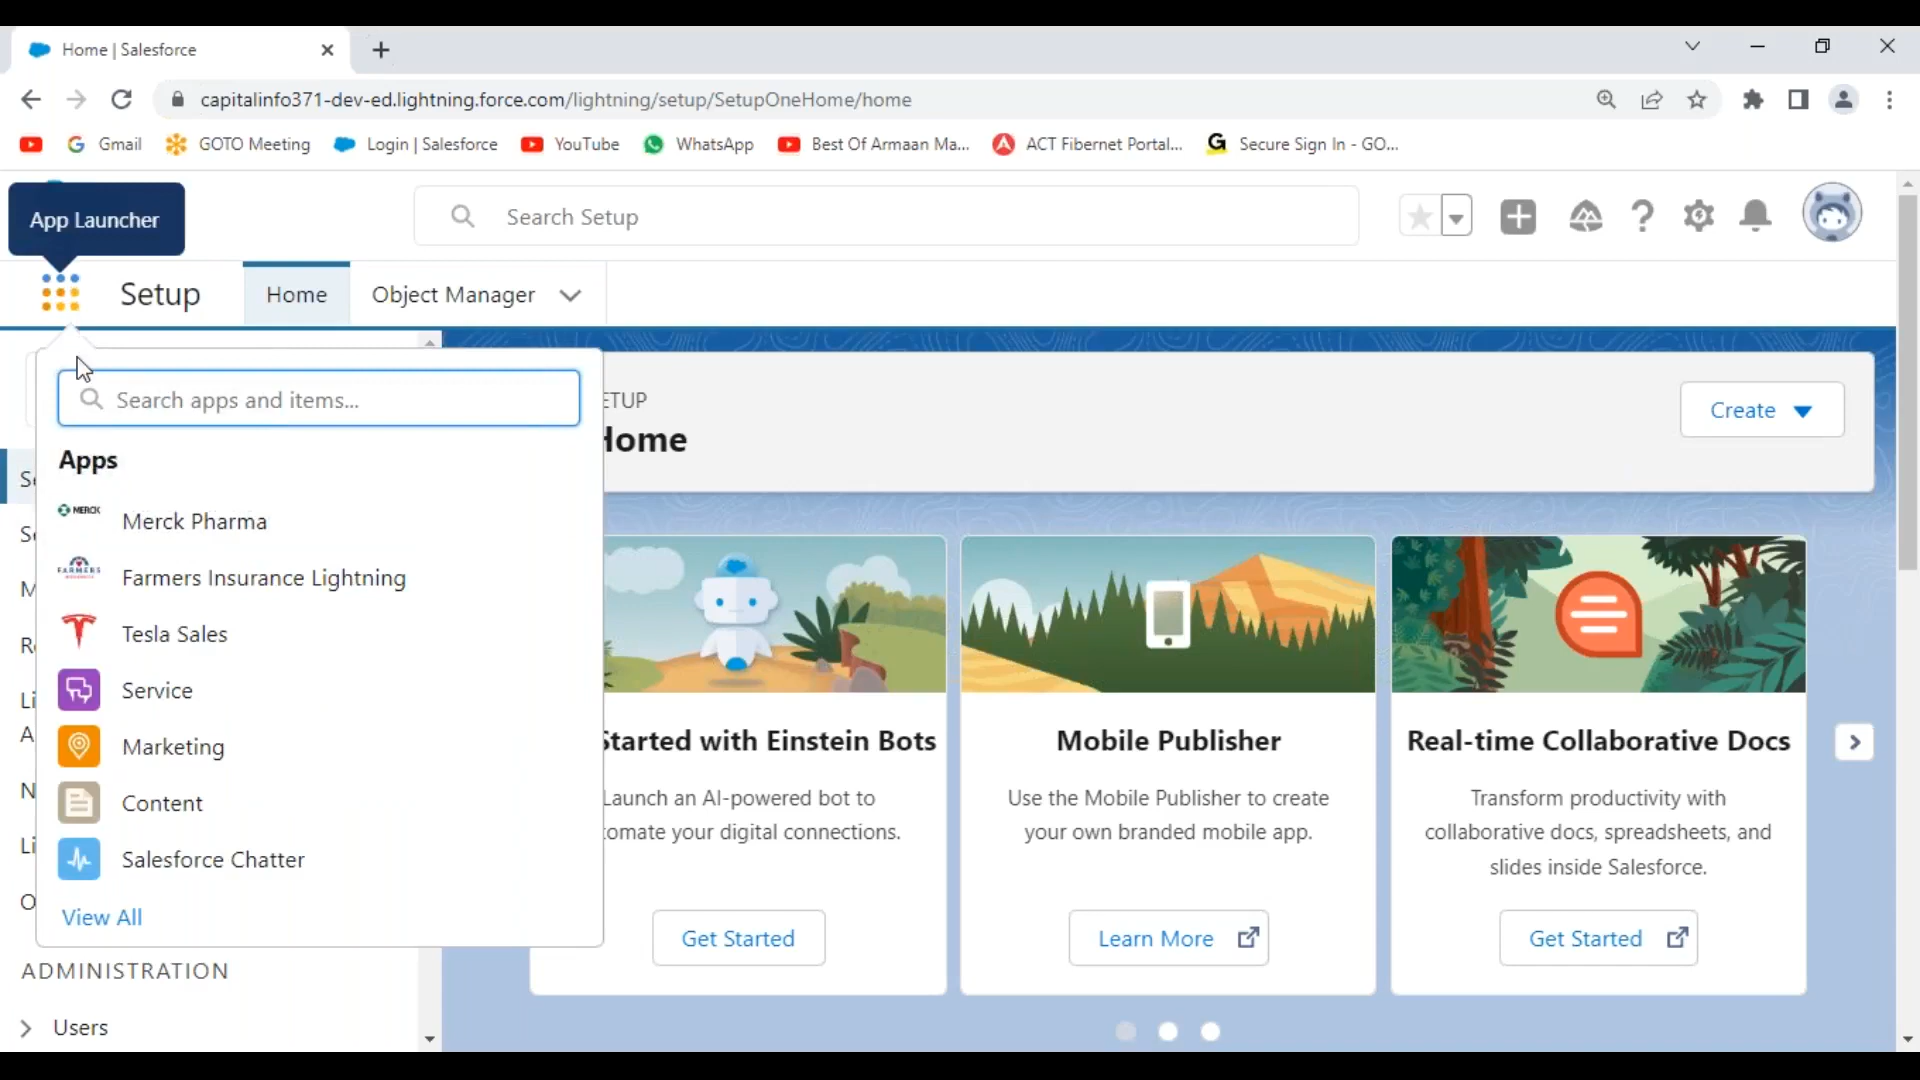 Home | Salesforce
capitalinfo371-dev-ed.lightning.force.com/lightning/setup/SetupOneHome/home
Gmail GOTO Meeting Login | Salesforce YouTube WhatsApp Best Of Armaan Ma... ACT Fibernet Portal... Secure Sign In - GO...
App Launcher
Search Setup
Setup Home Object Manager
Search apps and items...
ETUP
Home
Create
Apps
MERCK Merck Pharma
FARMERS Farmers Insurance Lightning
Tesla Sales
Service
Marketing
Content
Salesforce Chatter
View All
Started with Einstein Bots
Launch an AI-powered bot to
tomate your digital connections.
Get Started
Mobile Publisher
Use the Mobile Publisher to create
your own branded mobile app.
Learn More
Real-time Collaborative Docs
Transform productivity with
collaborative docs, spreadsheets, and
slides inside Salesforce.
Get Started
ADMINISTRATION
Users